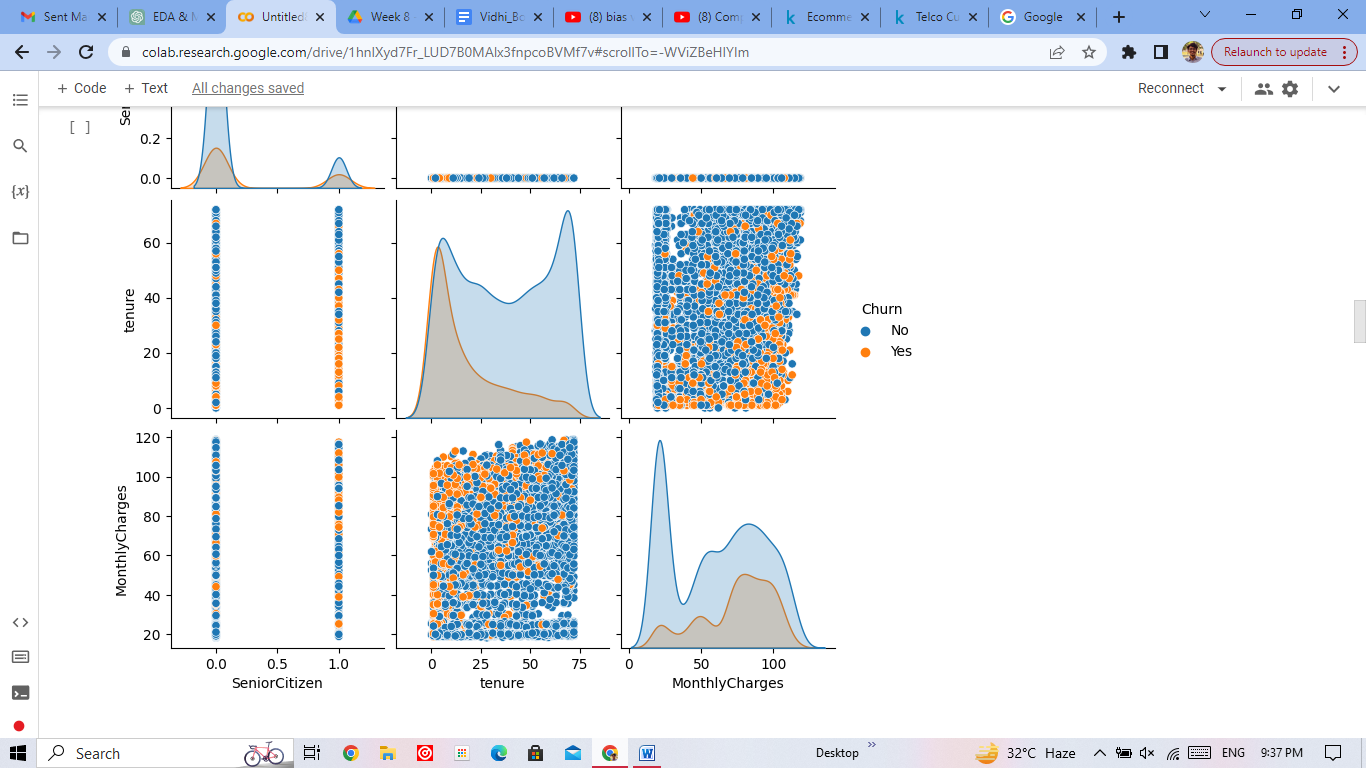 Sent Ma
EDA & M
Untitled
Week 8
Vidhi_Bo
(8) bias v
(8) Com
Ecomme
Telco Cu
Google
colab.research.google.com/drive/1hnlXyd7Fr_LUD7B0MAlx3fnpcoBVMf7v#scrollTo=-WViZBeHlYIm
Relaunch to update
+ Code + Text All changes saved
Reconnect
[ ]
{x}
Se
0.2
0.0
60
40
20
0
tenure
Churn
No
Yes
120
100
80
60
40
20
MonthlyCharges
0.0 0.5 1.0
0 25 50 75
0 50 100
SeniorCitizen tenure MonthlyCharges
Search
Desktop
32°C Haze
ENG 9:37 PM